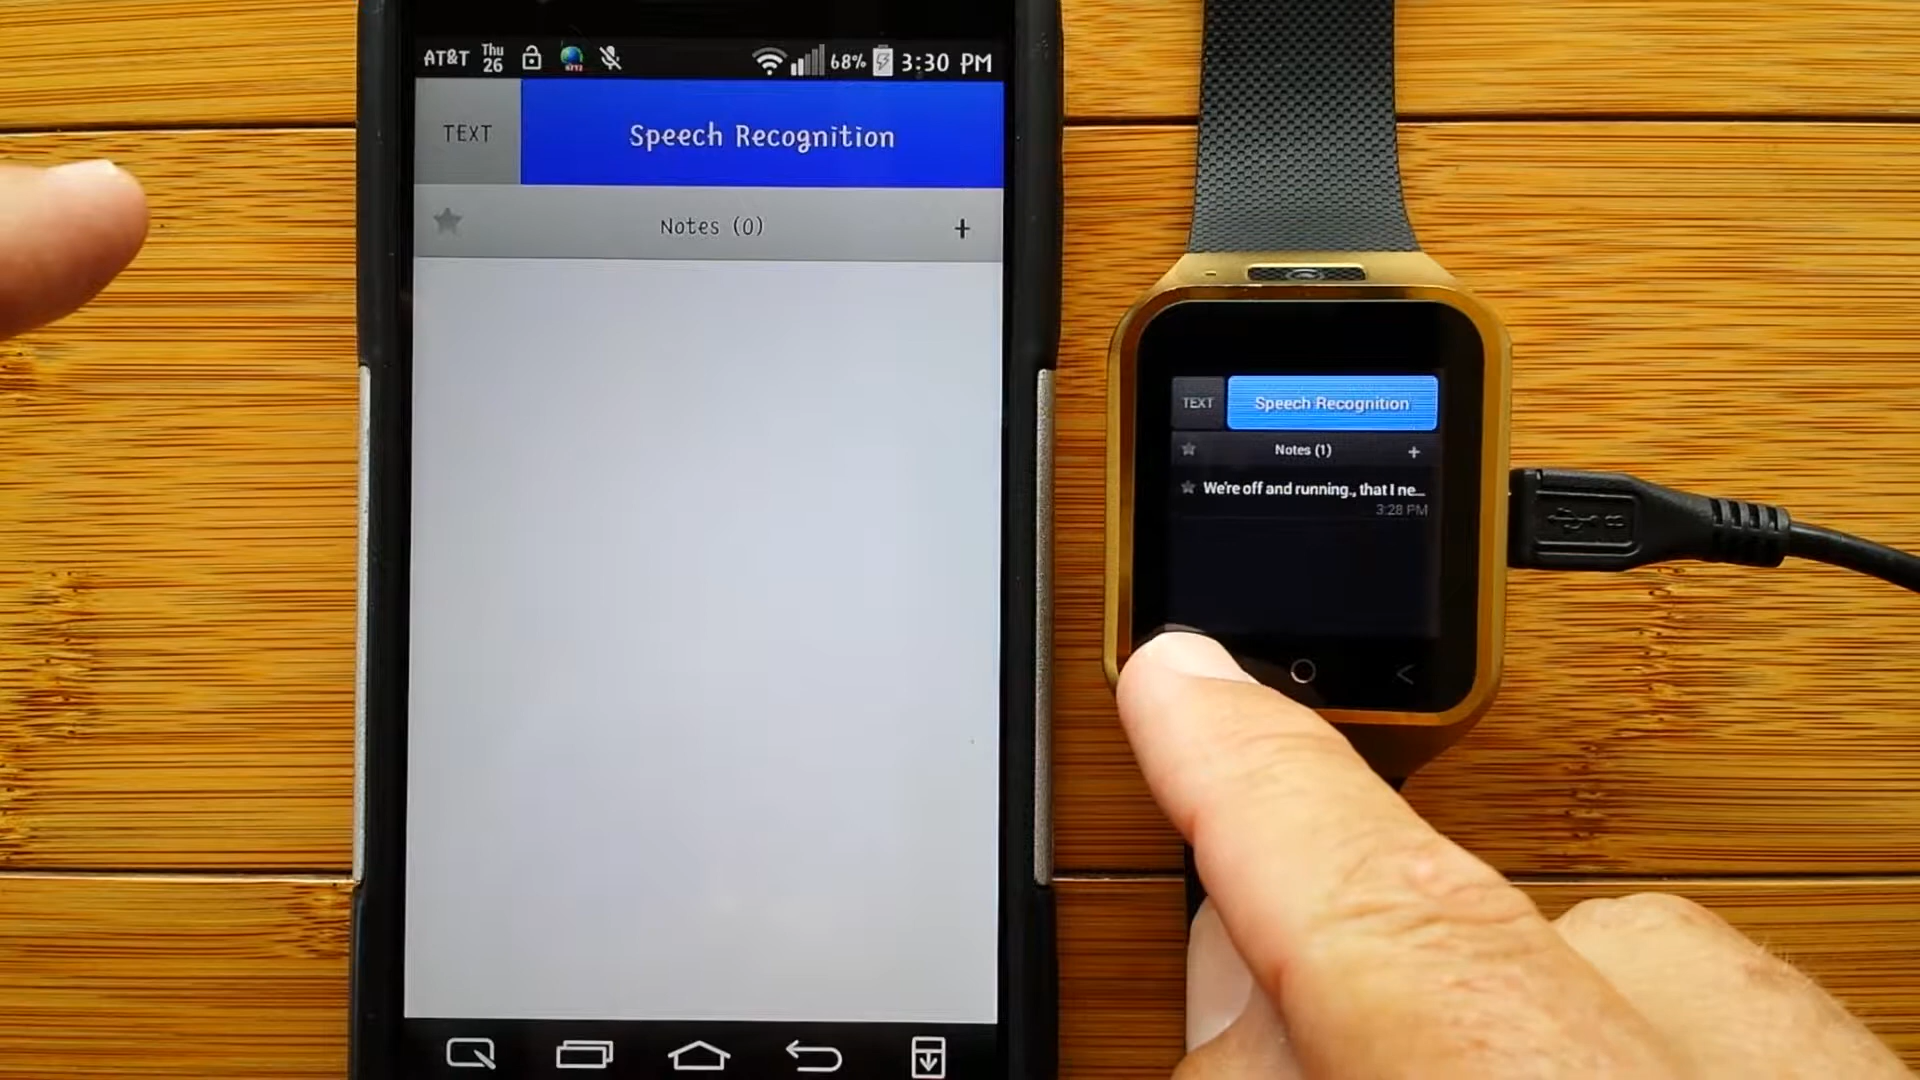 AT&T Thu 26 68% 3:30 PM
TEXT Speech Recognition
Notes (0) +
TEXT Speech Recognition
Notes (1) +
We're off and running., that I ne...
3:28 PM